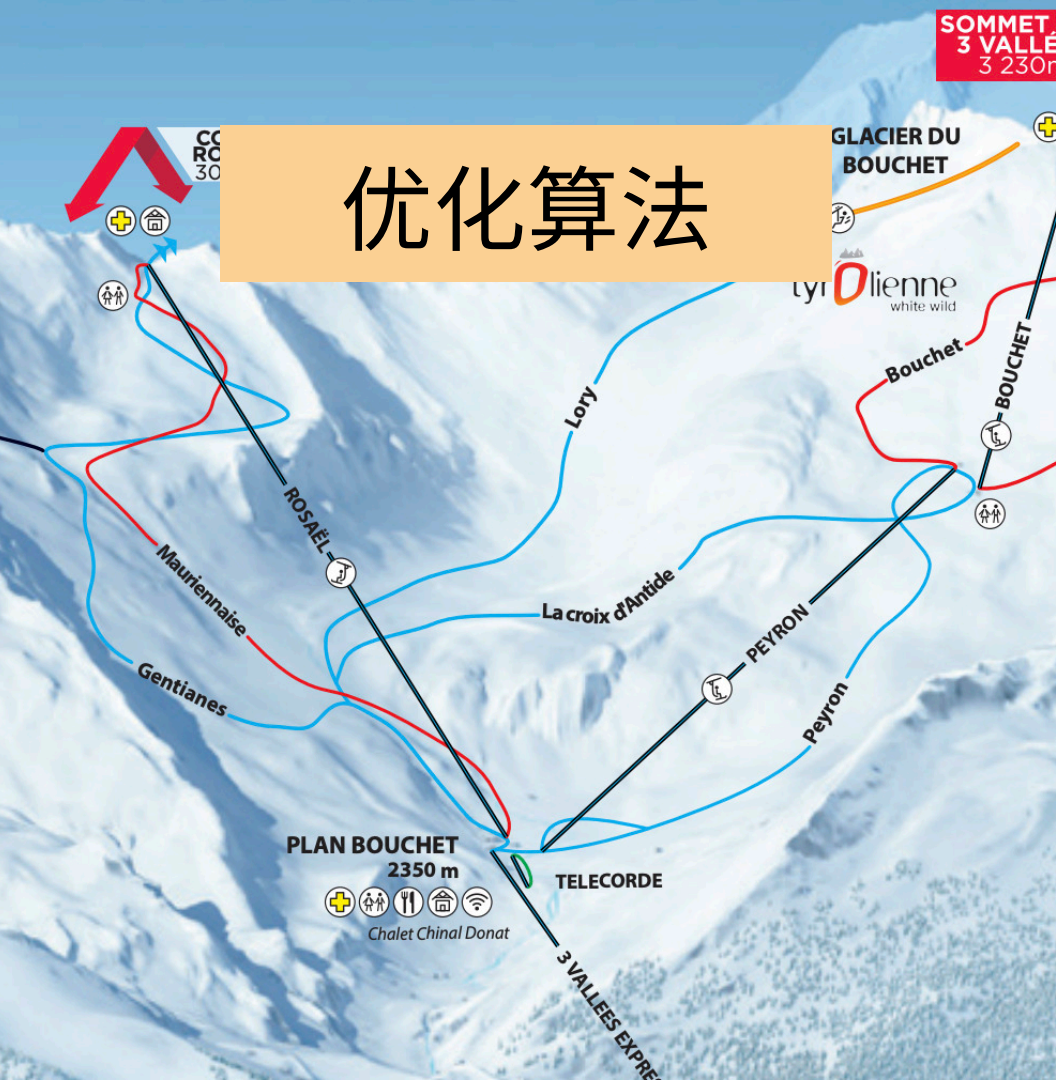 SOMMET
3 VALLÉ
3 230m
CO
RO
30
优化算法
GLACIER DU
BOUCHET
tyrOlienne
white wild
Bouchet
BOUCHET
Lory
ROSAËL
La croix d'Antide
Mauriennaise
PEYRON
Gentianes
Peyron
PLAN BOUCHET
2350 m
TELECORDE
Chalet Chinal Donat
3 VALLEES EXPRE